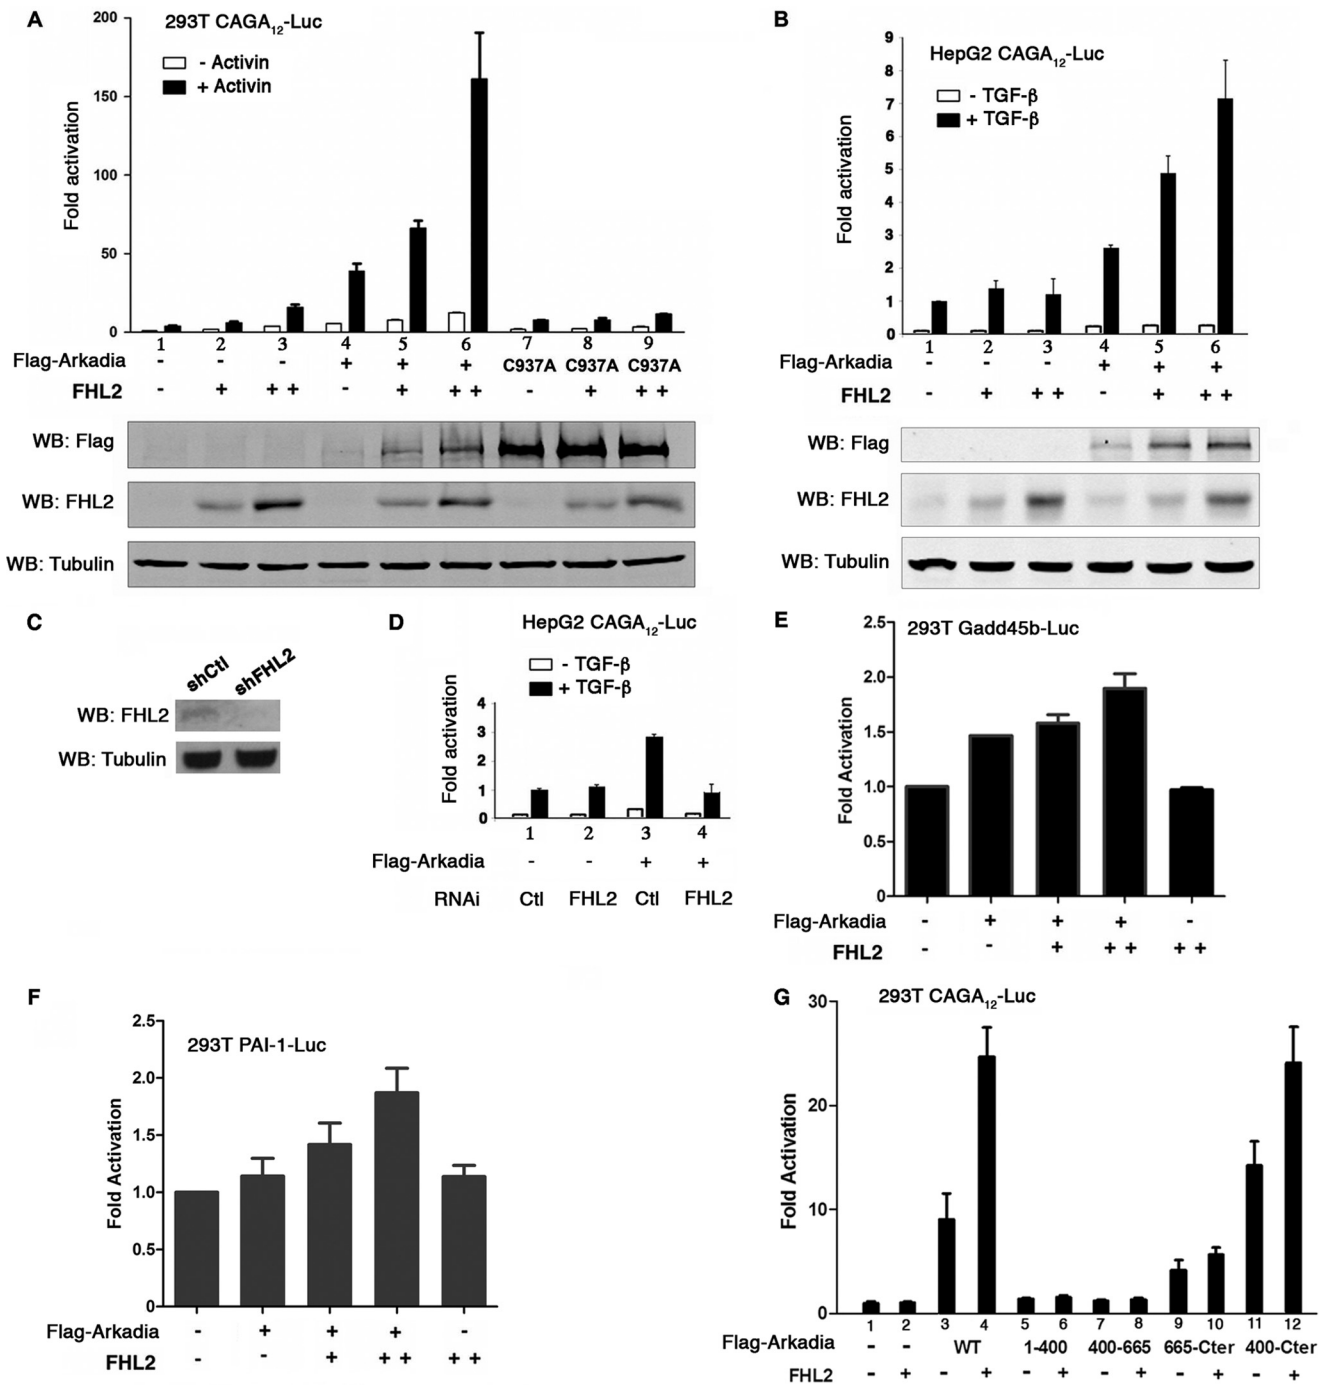 A
293T CAGA12-Luc
- Activin
+ Activin
Fold activation
200
150
100
50
0
1 2 3 4 5 6 7 8 9
Flag-Arkadia - - - + + + C937A C937A C937A
FHL2 - + + + - + + + - + + +
WB: Flag
WB: FHL2
WB: Tubulin
B
HepG2 CAGA12-Luc
- TGF-β
+ TGF-β
Fold activation
9
8
7
6
5
4
3
2
1
0
1 2 3 4 5 6
Flag-Arkadia - - - + + +
FHL2 - + + + - + + +
WB: Flag
WB: FHL2
WB: Tubulin
C
shCtl shFHL2
WB: FHL2
WB: Tubulin
D
HepG2 CAGA12-Luc
- TGF-β
+ TGF-β
Fold activation
4
3
2
1
0
1 2 3 4
Flag-Arkadia - - + +
RNAi Ctl FHL2 Ctl FHL2
E
293T Gadd45b-Luc
Fold Activation
2.5
2.0
1.5
1.0
0.5
0
Flag-Arkadia - + + + -
FHL2 - - + + + + +
F
293T PAI-1-Luc
Fold Activation
2.5
2.0
1.5
1.0
0.5
0
Flag-Arkadia - + + + -
FHL2 - - + + + + +
G
293T CAGA12-Luc
Fold Activation
30
20
10
0
1 2 3 4 5 6 7 8 9 10 11 12
Flag-Arkadia - - WT 1-400 400-665 665-Cter 400-Cter
FHL2 - + - + - + - + - + - +